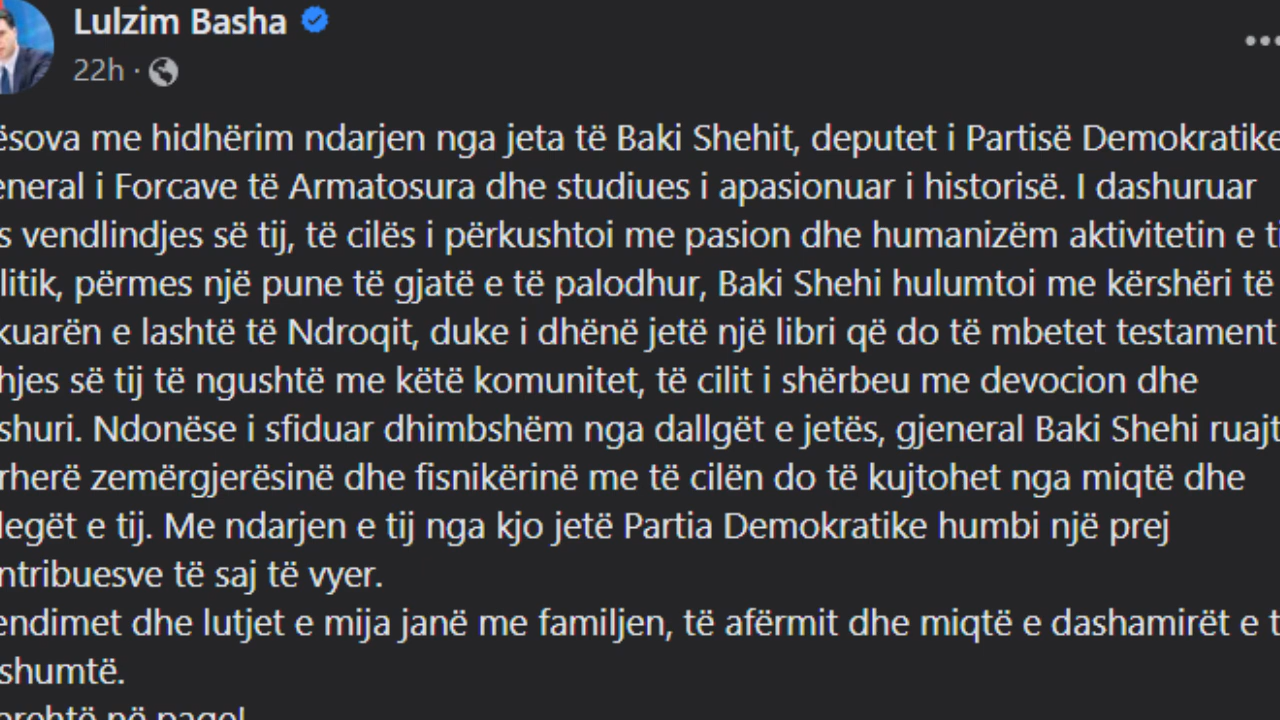 Lulzim Basha
22h ·
ësova me hidhërim ndarjen nga jeta të Baki Shehit, deputet i Partisë Demokratike
eneral i Forcave të Armatosura dhe studiues i apasionuar i historisë. I dashuruar
s vendlindjes së tij, të cilës i përkushtoi me pasion dhe humanizëm aktivitetin e ti
litik, përmes një pune të gjatë e të palodhur, Baki Shehi hulumtoi me kërshëri të
kuarën e lashtë të Ndroqit, duke i dhënë jetë një libri që do të mbetet testament
hjes së tij të ngushtë me këtë komunitet, të cilit i shërbeu me devocion dhe
shuri. Ndonëse i sfiduar dhimbshëm nga dallgët e jetës, gjeneral Baki Shehi ruajt
rherë zemërgjerësinë dhe fisnikërinë me të cilën do të kujtohet nga miqtë dhe
legët e tij. Me ndarjen e tij nga kjo jetë Partia Demokratike humbi një prej
ntribuesve të saj të vyer.
endimet dhe lutjet e mija janë me familjen, të afërmit dhe miqtë e dashamirët e t
shumtë.
prehtë në paqe!